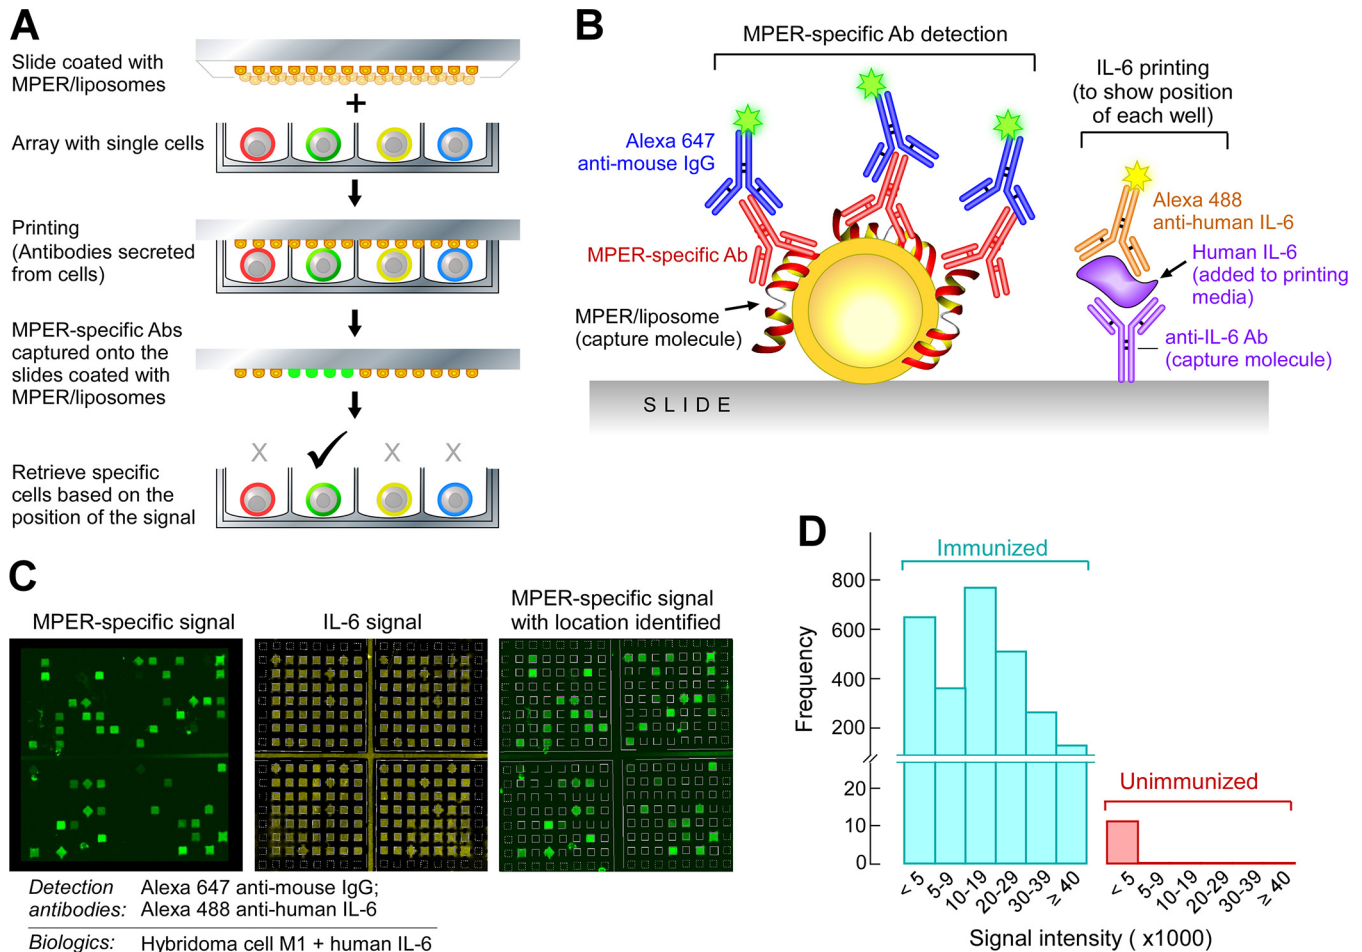 A
Slide coated with
MPER/liposomes
+
Array with single cells
Printing
(Antibodies secreted
from cells)
MPER-specific Abs
captured onto the
slides coated with
MPER/liposomes
X X X
Retrieve specific
cells based on the
position of the signal
B
MPER-specific Ab detection
IL-6 printing
(to show position
of each well)
Alexa 647
anti-mouse IgG
MPER-specific Ab
MPER/liposome
(capture molecule)
Alexa 488
anti-human IL-6
Human IL-6
(added to printing
media)
anti-IL-6 Ab
(capture molecule)
SLIDE
C
MPER-specific signal
IL-6 signal
MPER-specific signal
with location identified
Detection antibodies:
Alexa 647 anti-mouse IgG;
Alexa 488 anti-human IL-6
Biologics: Hybridoma cell M1 + human IL-6
D
Immunized
Unimmunized
Frequency
800
600
400
200
20
10
0
< 5 5-9 10-19 20-29 30-39 ≥ 40 < 5 5-9 10-19 20-29 30-39 ≥ 40
Signal intensity ( x1000)